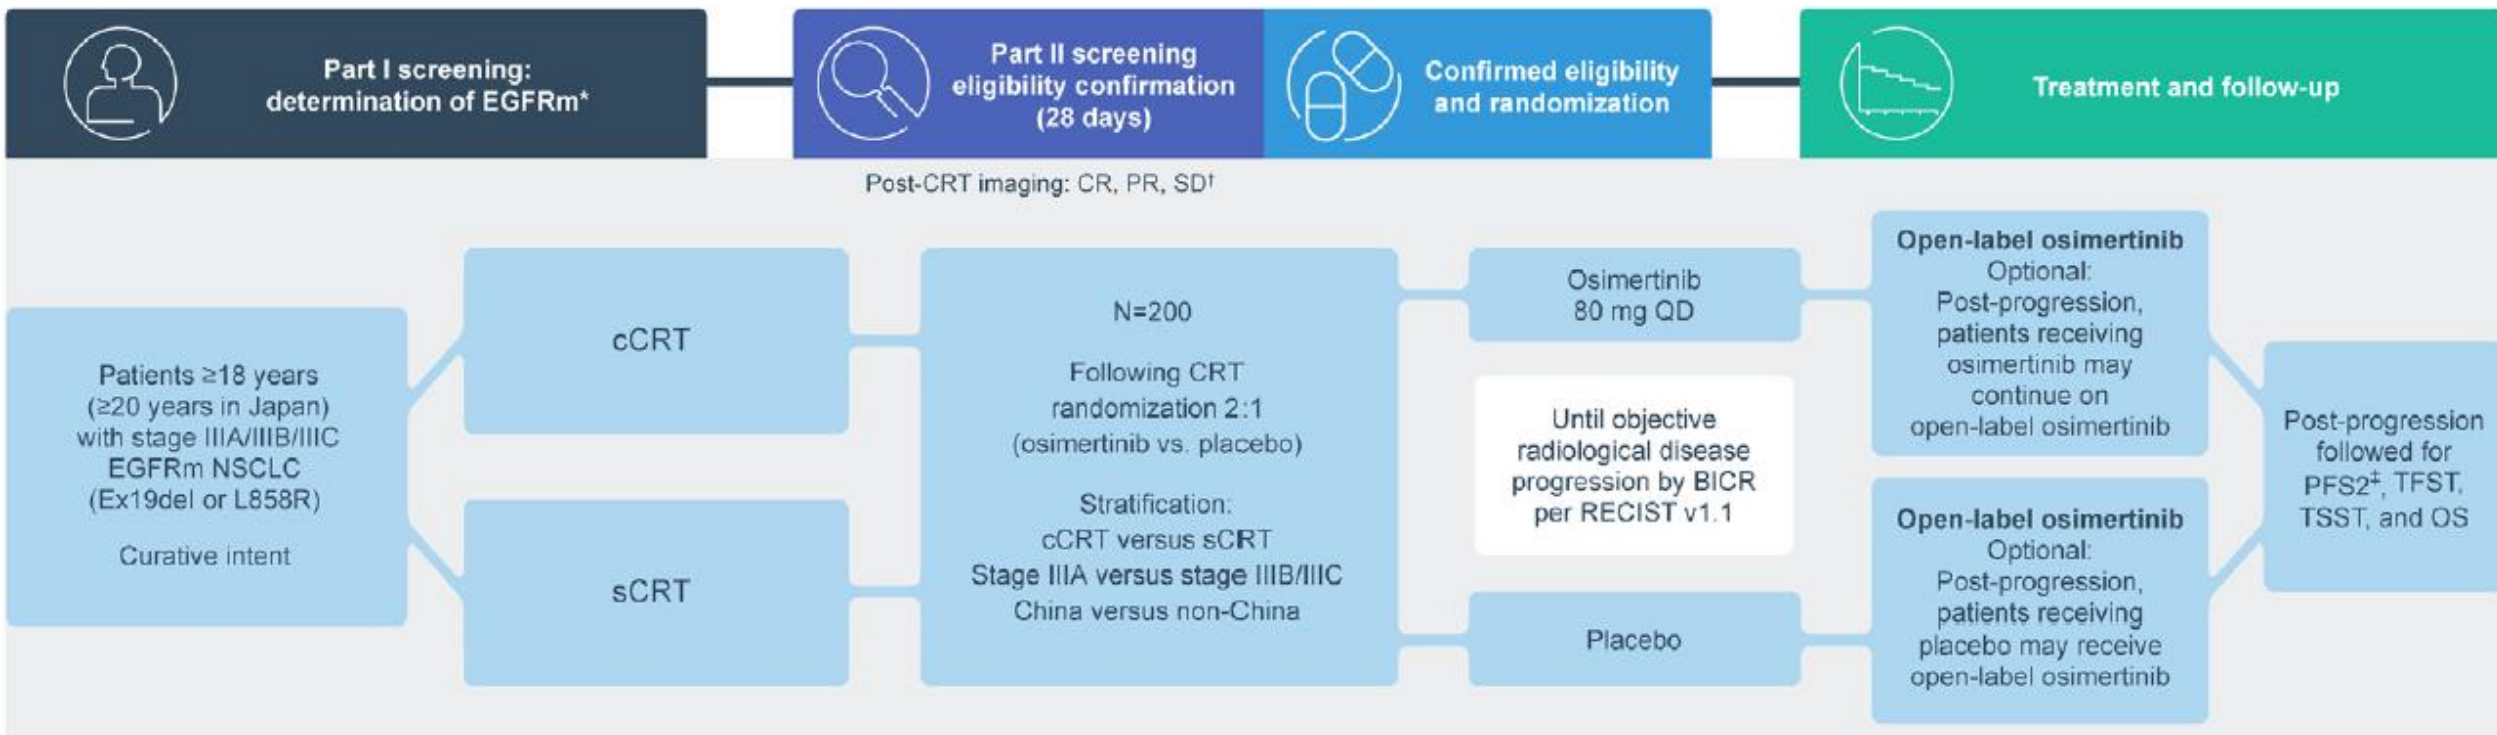 Part I screening:
determination of EGFRm*
Part II screening
eligibility confirmation
(28 days)
Confirmed eligibility
and randomization
Treatment and follow-up
Post-CRT imaging: CR, PR, SD†
Patients ≥18 years
(≥20 years in Japan)
with stage IIIA/IIIB/IIIC
EGFRm NSCLC
(Ex19del or L858R)
Curative intent
cCRT
sCRT
N=200
Following CRT
randomization 2:1
(osimertinib vs. placebo)
Stratification:
cCRT versus sCRT
Stage IIIA versus stage IIIB/IIIC
China versus non-China
Osimertinib
80 mg QD
Until objective
radiological disease
progression by BICR
per RECIST v1.1
Placebo
Open-label osimertinib
Optional:
Post-progression,
patients receiving
osimertinib may
continue on
open-label osimertinib
Open-label osimertinib
Optional:
Post-progression,
patients receiving
placebo may receive
open-label osimertinib
Post-progression
followed for
PFS2‡, TFST,
TSST, and OS